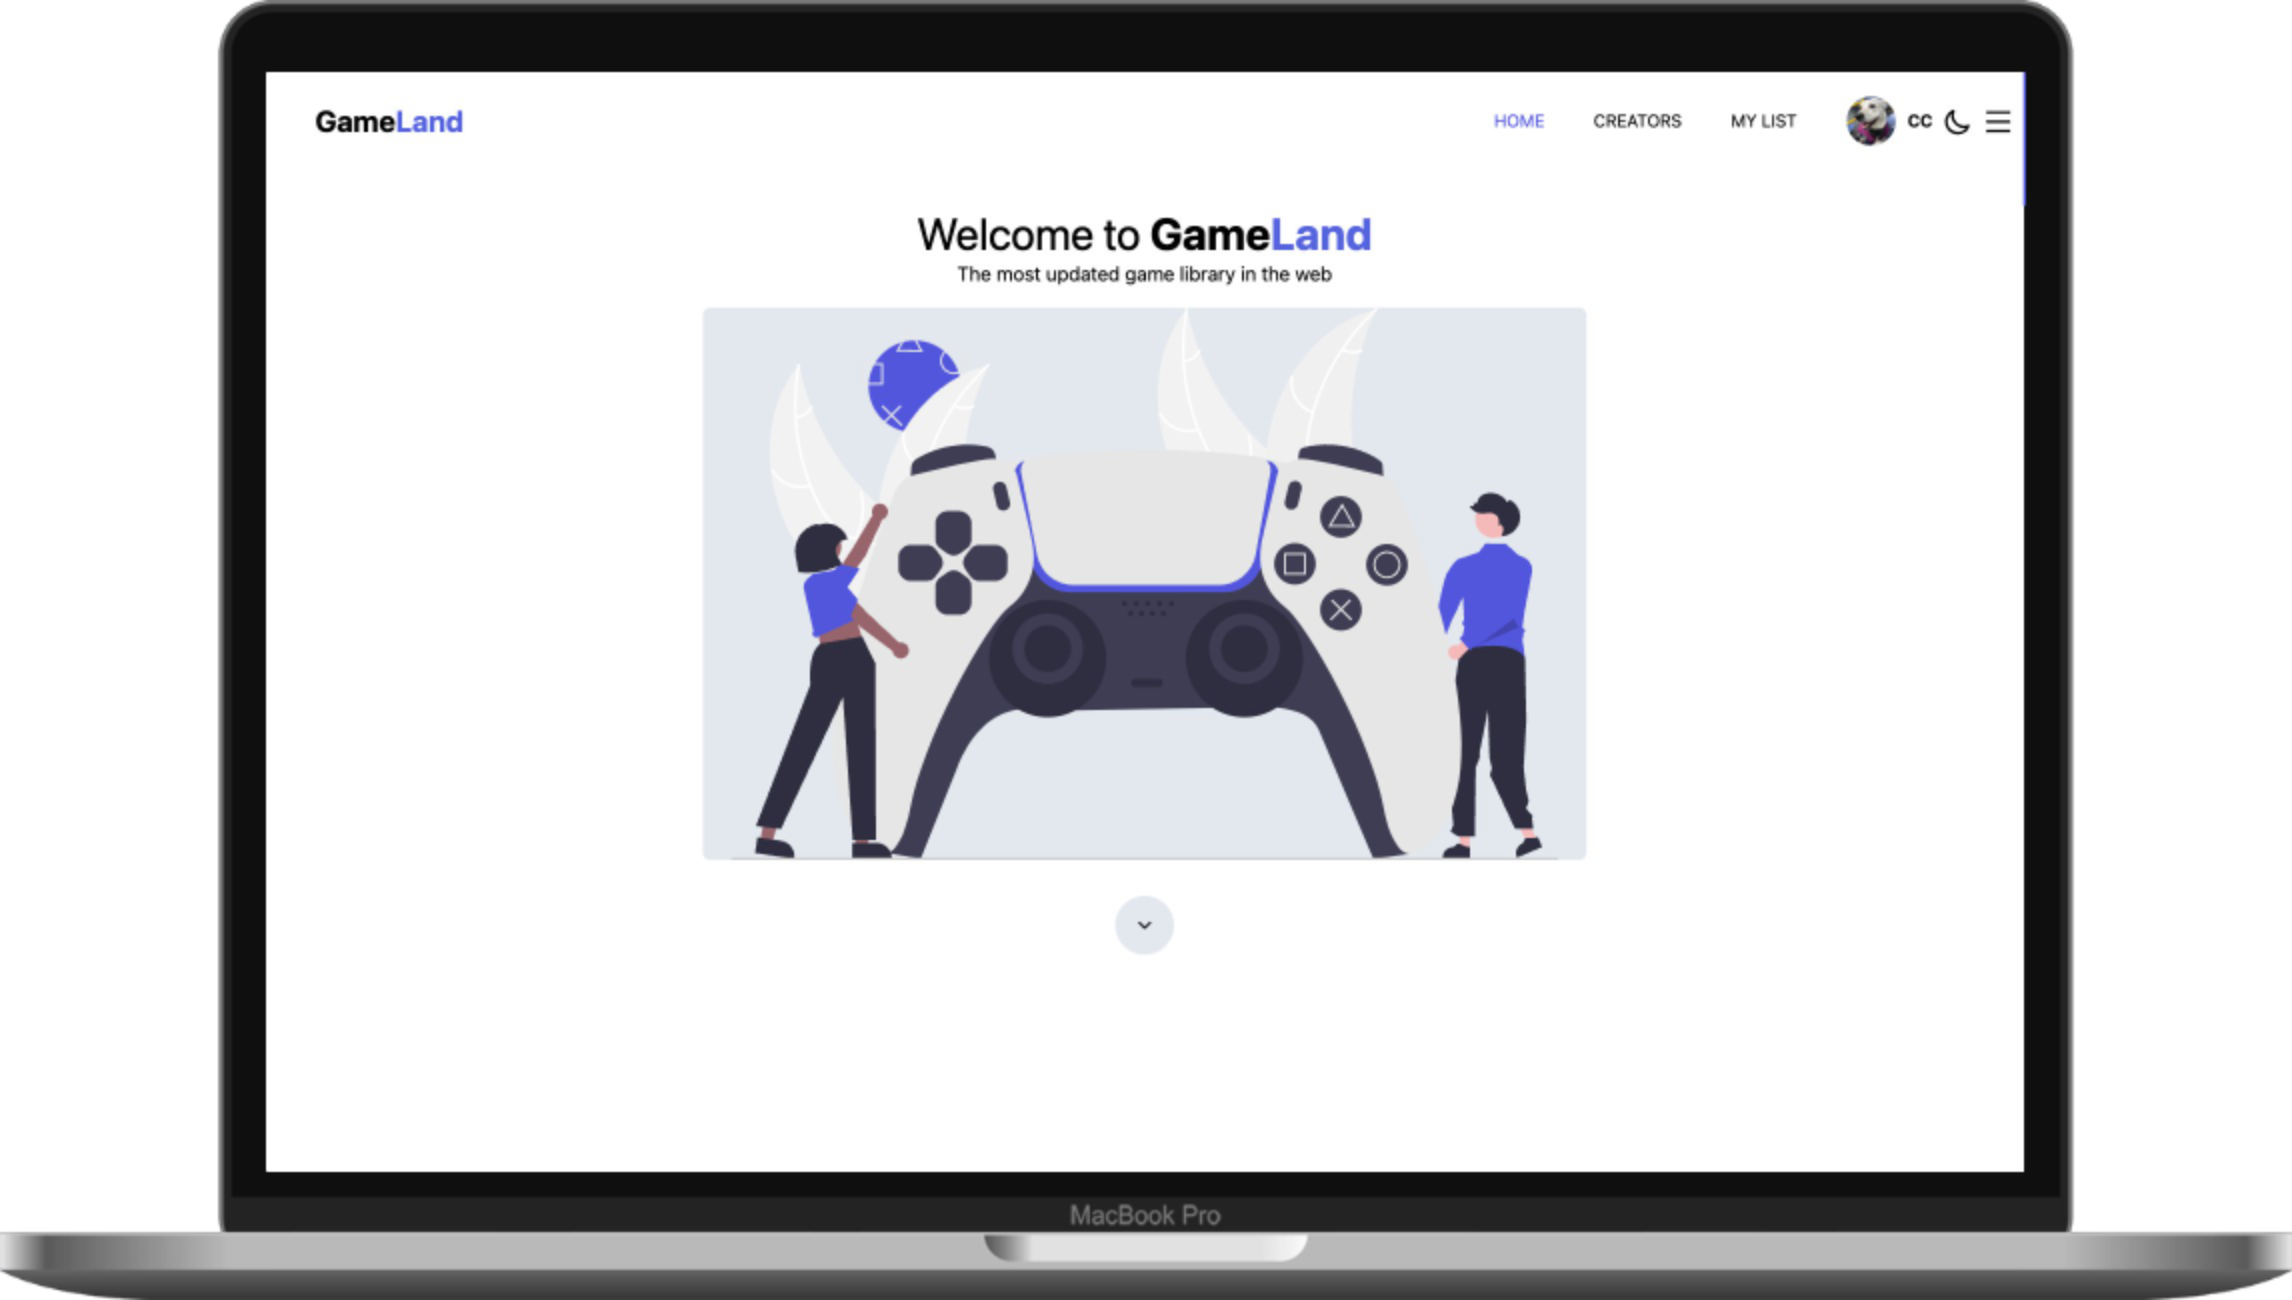 GameLand
HOME CREATORS MY LIST CC
Welcome to GameLand
The most updated game library in the web
MacBook Pro